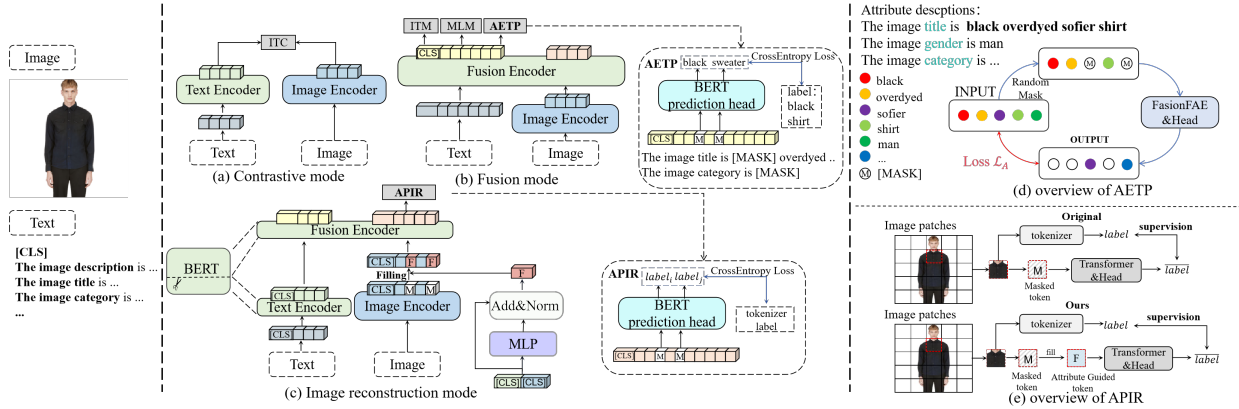 Image
Text
[CLS]
The image description is ...
The image title is ...
The image category is ...
...
ITC
Text Encoder
Image Encoder
Text
Image
(a) Contrastive mode
ITM
MLM
AETP
CLS
Fusion Encoder
Image Encoder
Text
Image
(b) Fusion mode
AETP
black sweater
CrossEntropy Loss
BERT
prediction head
label:
black
shirt
CLS
M
M
The image title is [MASK] overdyed ..
The image category is [MASK]
APIR
Fusion Encoder
BERT
Filling
CLS
F
F
F
CLS
Text Encoder
CLS
M
M
Image Encoder
Add&Norm
MLP
CLS
Text
Image
CLS
CLS
(c) Image reconstruction mode
APIR
label, label,
CrossEntropy Loss
BERT
prediction head
tokenizer
label
CLS
M
M
Attribute desciptions:
The image title is black overdyed sofier shirt
The image gender is man
The image category is ...
black
overdyed
sofier
shirt
man
...
[MASK]
M
INPUT
Random
Mask
M
M
FasionFAE
&Head
OUTPUT
Loss ℒA
(d) overview of AETP
Original
Image patches
tokenizer
label
supervision
M
Masked
token
Transformer
&Head
label
Ours
Image patches
tokenizer
label
supervision
M
fill
F
Transformer
&Head
label
Masked
token
Attribute Guided
token
(e) overview of APIR